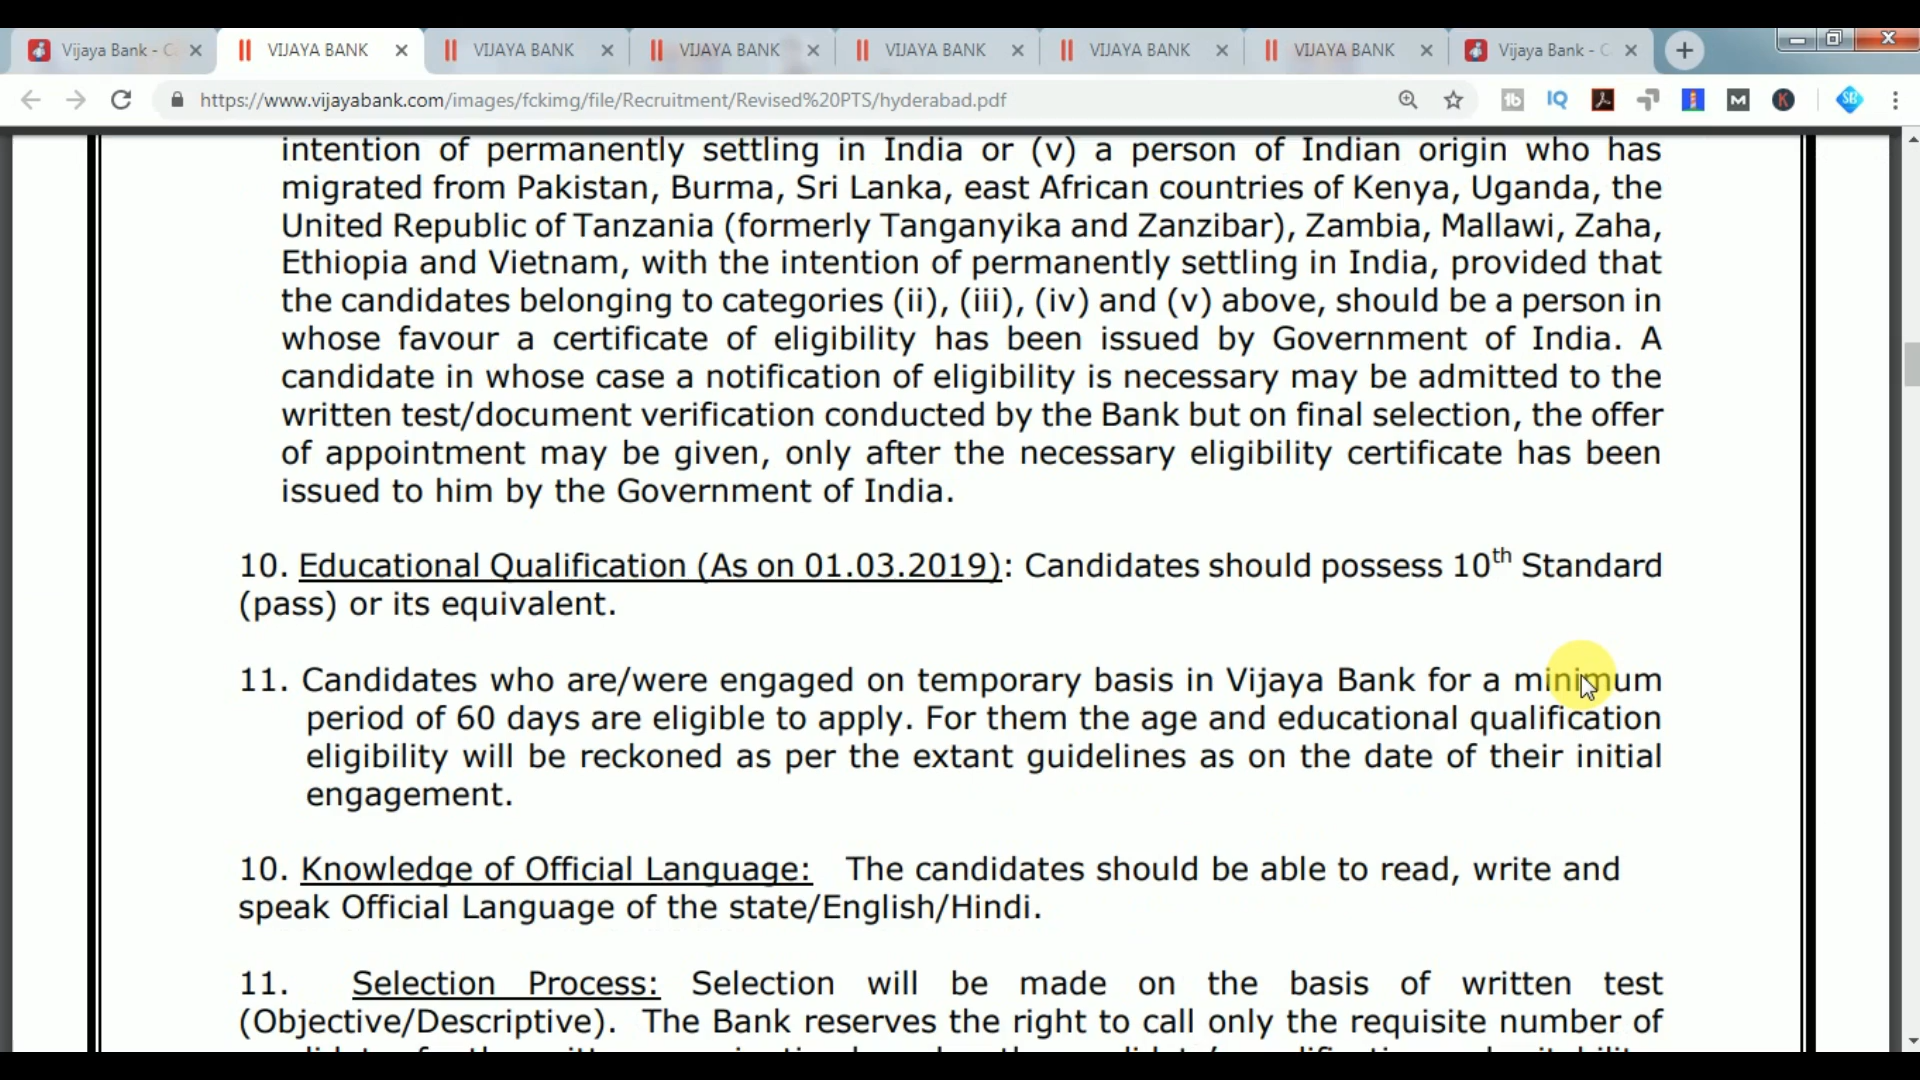 Vijaya Bank - C
VIJAYA BANK
VIJAYA BANK
VIJAYA BANK
VIJAYA BANK
VIJAYA BANK
VIJAYA BANK
Vijaya Bank - C
https://www.vijayabank.com/images/fckimg/file/Recruitment/Revised%20PTS/hyderabad.pdf
intention of permanently settling in India or (v) a person of Indian origin who has
migrated from Pakistan, Burma, Sri Lanka, east African countries of Kenya, Uganda, the
United Republic of Tanzania (formerly Tanganyika and Zanzibar), Zambia, Mallawi, Zaha,
Ethiopia and Vietnam, with the intention of permanently settling in India, provided that
the candidates belonging to categories (ii), (iii), (iv) and (v) above, should be a person in
whose favour a certificate of eligibility has been issued by Government of India. A
candidate in whose case a notification of eligibility is necessary may be admitted to the
written test/document verification conducted by the Bank but on final selection, the offer
of appointment may be given, only after the necessary eligibility certificate has been
issued to him by the Government of India.
10. Educational Qualification (As on 01.03.2019): Candidates should possess 10th Standard
(pass) or its equivalent.
11. Candidates who are/were engaged on temporary basis in Vijaya Bank for a minimum
period of 60 days are eligible to apply. For them the age and educational qualification
eligibility will be reckoned as per the extant guidelines as on the date of their initial
engagement.
10. Knowledge of Official Language: The candidates should be able to read, write and
speak Official Language of the state/English/Hindi.
11. Selection Process: Selection will be made on the basis of written test
(Objective/Descriptive). The Bank reserves the right to call only the requisite number of